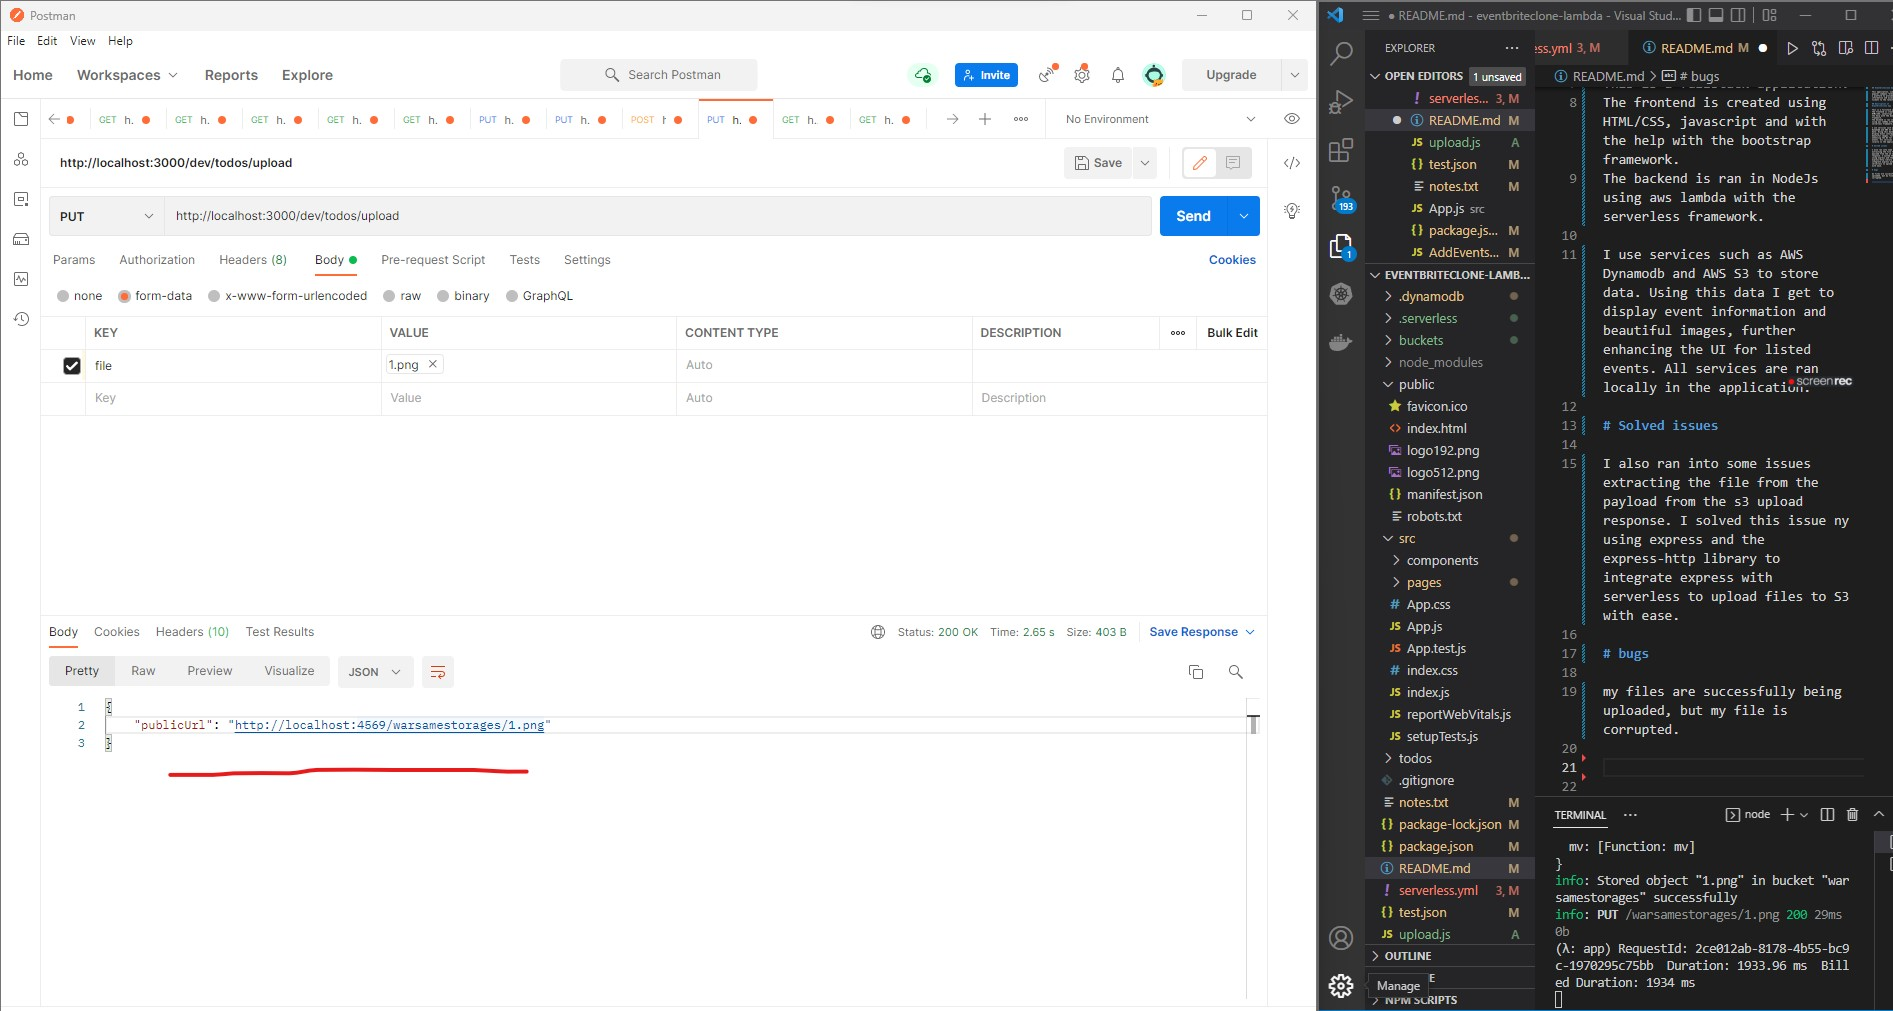 Postman
File Edit View Help
Home Workspaces Reports Explore
Search Postman
Invite
Upgrade
GET h. GET h. GET h. GET h. GET h. PUT h. PUT h. POST h PUT h. GET h. GET h.
No Environment
http://localhost:3000/dev/todos/upload
Save
PUT http://localhost:3000/dev/todos/upload
Send
Params Authorization Headers (8) Body Pre-request Script Tests Settings
Cookies
none form-data x-www-form-urlencoded raw binary GraphQL
KEY VALUE CONTENT TYPE DESCRIPTION
Bulk Edit
file 1.png Auto
Key Value Auto Description
Body Cookies Headers (10) Test Results
Status: 200 OK Time: 2.65 s Size: 403 B
Save Response
Pretty Raw Preview Visualize JSON
1 {
2 "publicUrl": "http://localhost:4569/warsamestorages/1.png"
3 }
README.md - eventbriteclone-lambda - Visual Stud...
EXPLORER
OPEN EDITORS 1 unsaved
! serverles... 3, M
README.md M
JS upload.js A
{} test.json M
notes.txt M
JS App.js src
{} package.js... M
JS AddEvents... M
193
1
EVENTBRITECLONE-LAMB...
.dynamodb
.serverless
buckets
node_modules
public
favicon.ico
<> index.html
logo192.png
logo512.png
{} manifest.json
robots.txt
src
components
pages
# App.css
JS App.js
JS App.test.js
# index.css
JS index.js
JS reportWebVitals.js
JS setupTests.js
todos
.gitignore
notes.txt M
{} package-lock.json M
{} package.json M
README.md M
! serverless.yml 3, M
{} test.json M
JS upload.js A
OUTLINE
Manage
E
NPM SCRIPTS
ss.yml 3, M
README.md M
README.md > # bugs
8 The frontend is created using
HTML/CSS, javascript and with
the help with the bootstrap
framework.
9 The backend is ran in NodeJs
using aws lambda with the
serverless framework.
10
11 I use services such as AWS
Dynamodb and AWS S3 to store
data. Using this data I get to
display event information and
beautiful images, further
enhancing the UI for listed
events. All services are ran
locally in the application.
screenrec
12
13 # Solved issues
14
15 I also ran into some issues
extracting the file from the
payload from the s3 upload
response. I solved this issue ny
using express and the
express-http library to
integrate express with
serverless to upload files to S3
with ease.
16
17 # bugs
18
19 my files are successfully being
uploaded, but my file is
corrupted.
20
21
22
TERMINAL
node
mv: [Function: mv]
}
info: Stored object "1.png" in bucket "war
samestorages" successfully
info: PUT /warsamestorages/1.png 200 29ms
0b
(λ: app) RequestId: 2ce012ab-8178-4b55-bc9
c-1970295c75bb Duration: 1933.96 ms Bill
ed Duration: 1934 ms